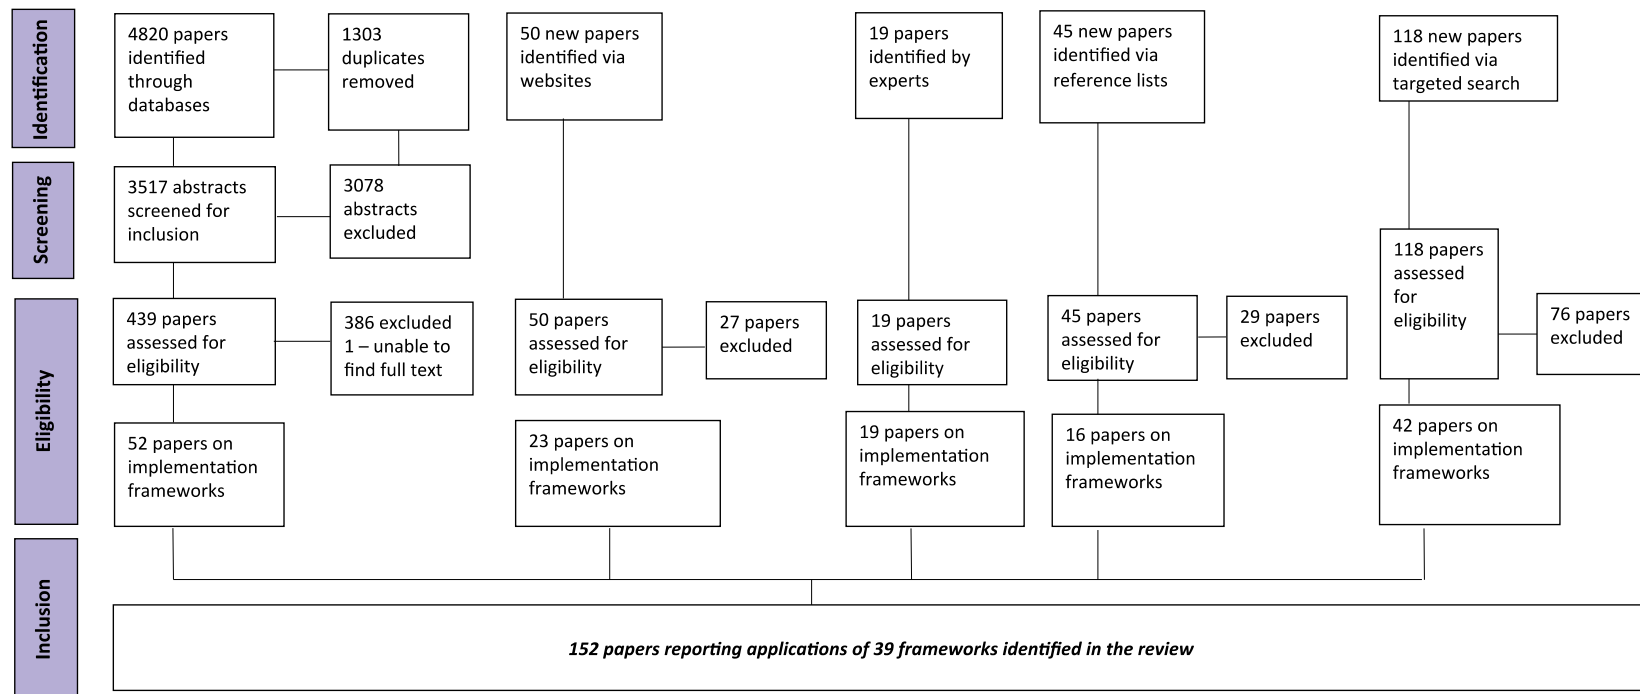 Identification
4820 papers
identified
through
databases
1303
duplicates
removed
50 new papers
identified via
websites
19 papers
identified by
experts
45 new papers
identified via
reference lists
118 new papers
identified via
targeted search
Screening
3517 abstracts
screened for
inclusion
3078
abstracts
excluded
118 papers
assessed
for
eligibility
76 papers
excluded
Eligibility
439 papers
assessed for
eligibility
386 excluded
1 – unable to
find full text
50 papers
assessed for
eligibility
27 papers
excluded
19 papers
assessed for
eligibility
45 papers
assessed for
eligibility
29 papers
excluded
52 papers on
implementation
frameworks
23 papers on
implementation
frameworks
19 papers on
implementation
frameworks
16 papers on
implementation
frameworks
42 papers on
implementation
frameworks
Inclusion
152 papers reporting applications of 39 frameworks identified in the review